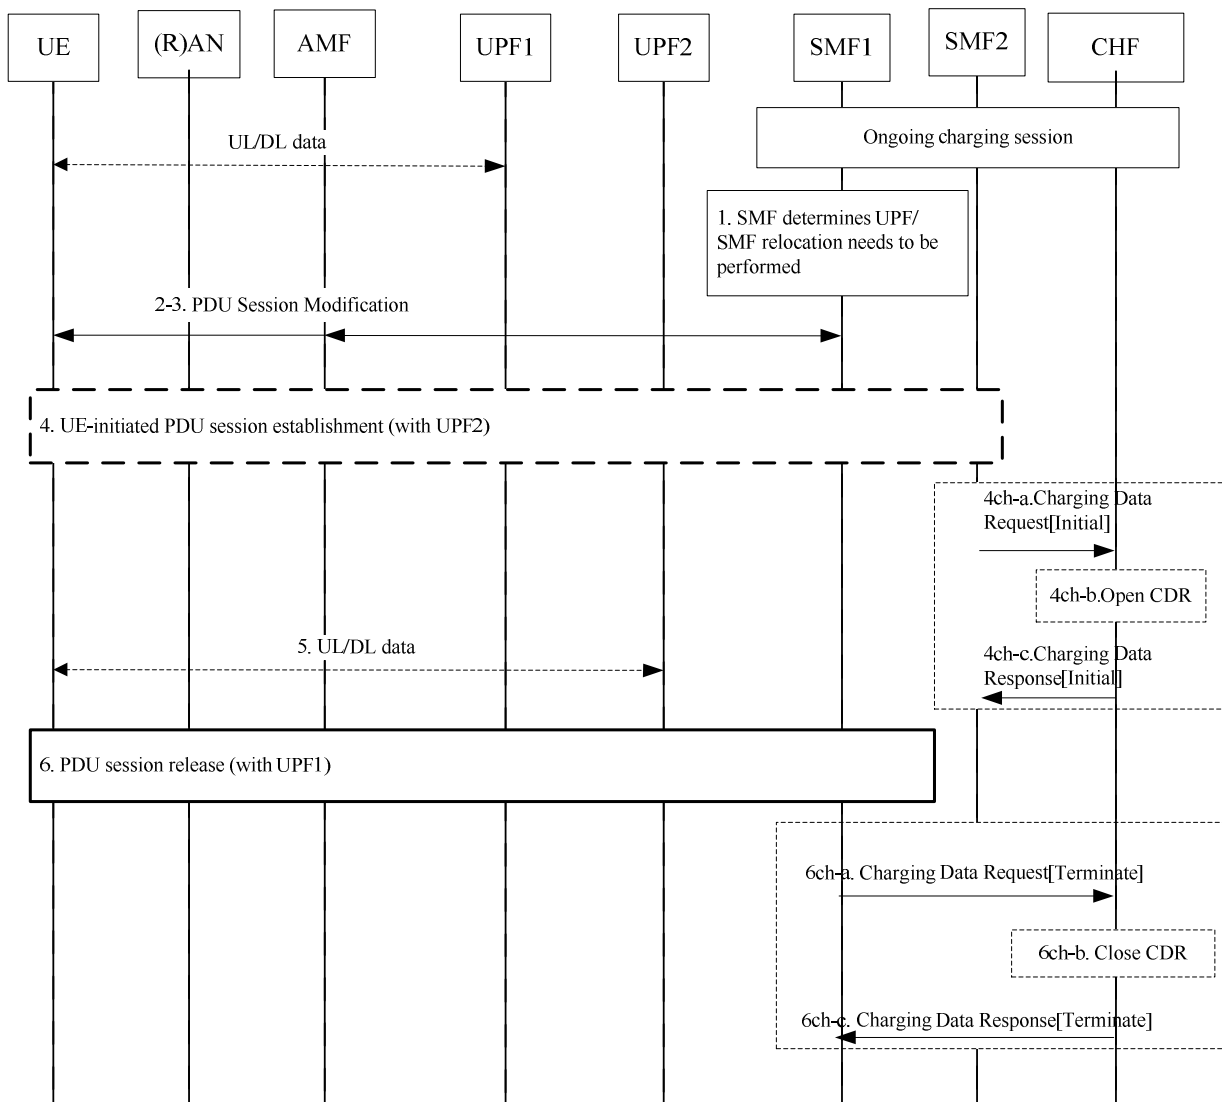 UE
(R)AN
AMF
UPF1
UPF2
SMF1
SMF2
CHF
UL/DL data
Ongoing charging session
1. SMF determines UPF/
SMF relocation needs to be
performed
2-3. PDU Session Modification
4. UE-initiated PDU session establishment (with UPF2)
4ch-a.Charging Data
Request[Initial]
4ch-b.Open CDR
5. UL/DL data
4ch-c.Charging Data
Response[Initial]
6. PDU session release (with UPF1)
6ch-a. Charging Data Request[Terminate]
6ch-b. Close CDR
6ch-c. Charging Data Response[Terminate]